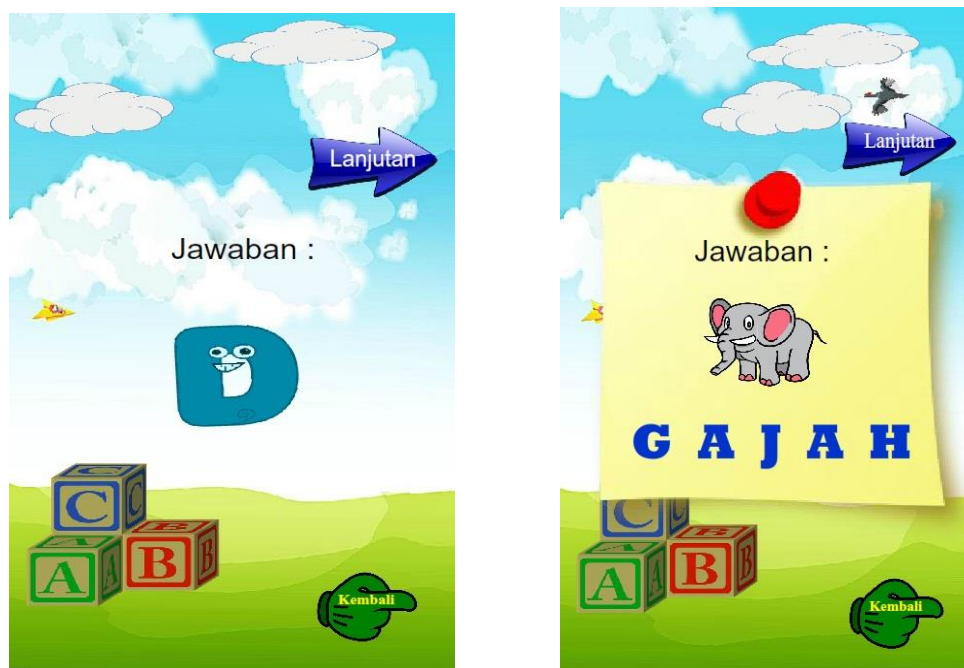 Lanjutan
Jawaban :
D
C C
B
A A A B B
Kembali
Lanjutan
Jawaban :
G A J A H
C
B
A A A B B
Kembali